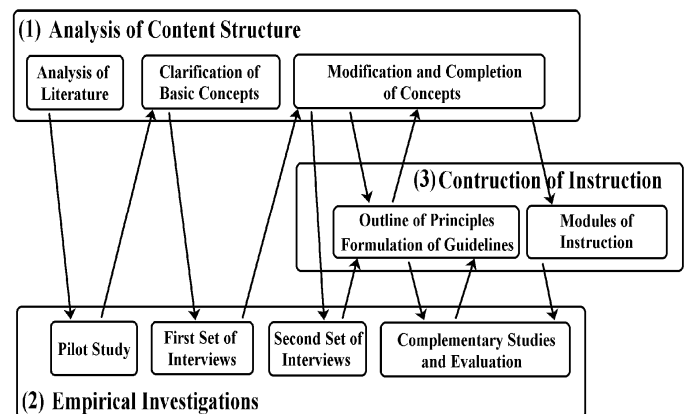 (1) Analysis of Content Structure
Analysis of
Literature
Clarification of
Basic Concepts
Modification and Completion
of Concepts
(3) Contruction of Instruction
Outline of Principles
Formulation of Guidelines
Modules of
Instruction
Pilot Study
First Set of
Interviews
Second Set of
Interviews
Complementary Studies
and Evaluation
(2) Empirical Investigations